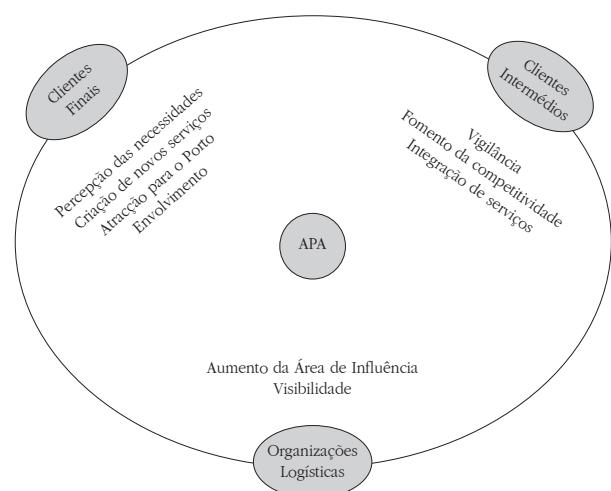 Clientes
Finais
Percepção das necessidades
Criação de novos serviços
Atracção para o Porto
Envolvimento
Clientes
Intermédios
Vigilância
Fomento da competitividade
Integração de serviços
APA
Aumento da Área de Influência
Visibilidade
Organizações
Logísticas